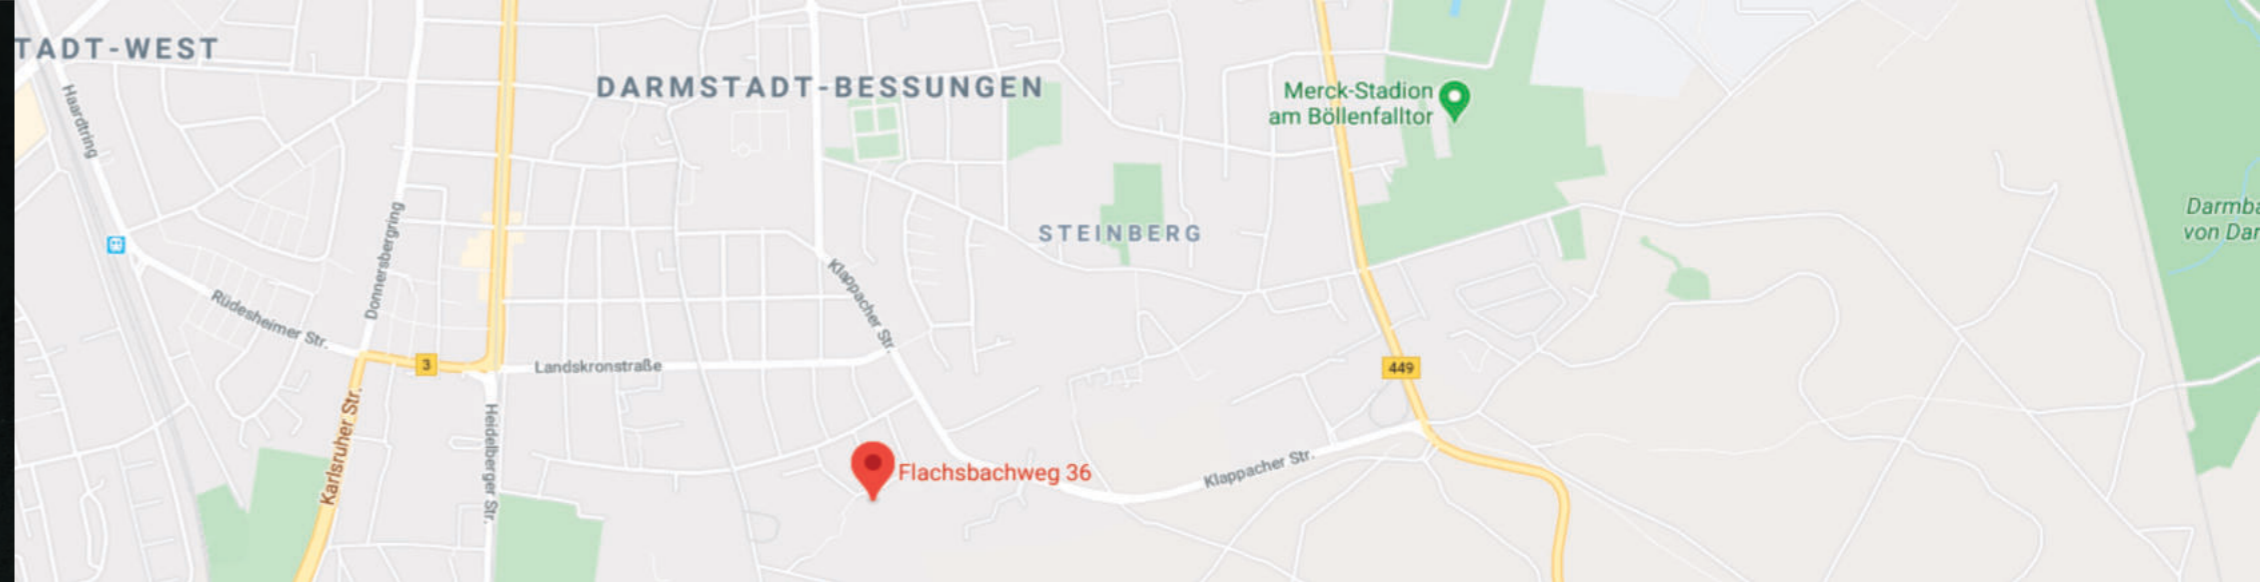 TADT-WEST
DARMSTADT-BESSUNGEN
Merck-Stadion
am Böllenfalltor
Haardtring
Donnersbergring
STEINBERG
Darmba
von Dar
Klappacher Str.
Rüdesheimer Str.
3
Landskronstraße
449
Karlsruher Str.
Heidelberger Str.
Flachsbachweg 36
Klappacher Str.